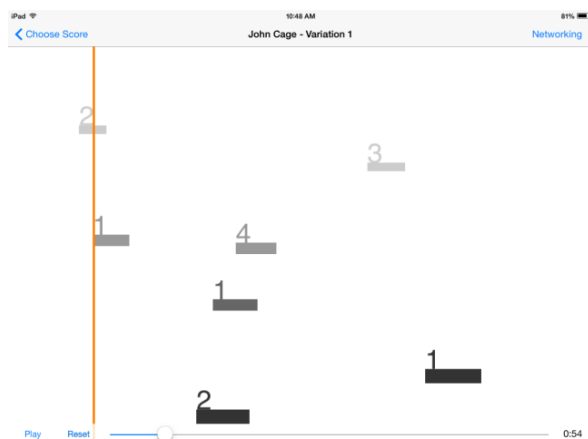 iPad 10:48 AM 81%
Choose Score John Cage - Variation 1 Networking
2
3
1
4
1
1
2
Play Reset 0:54